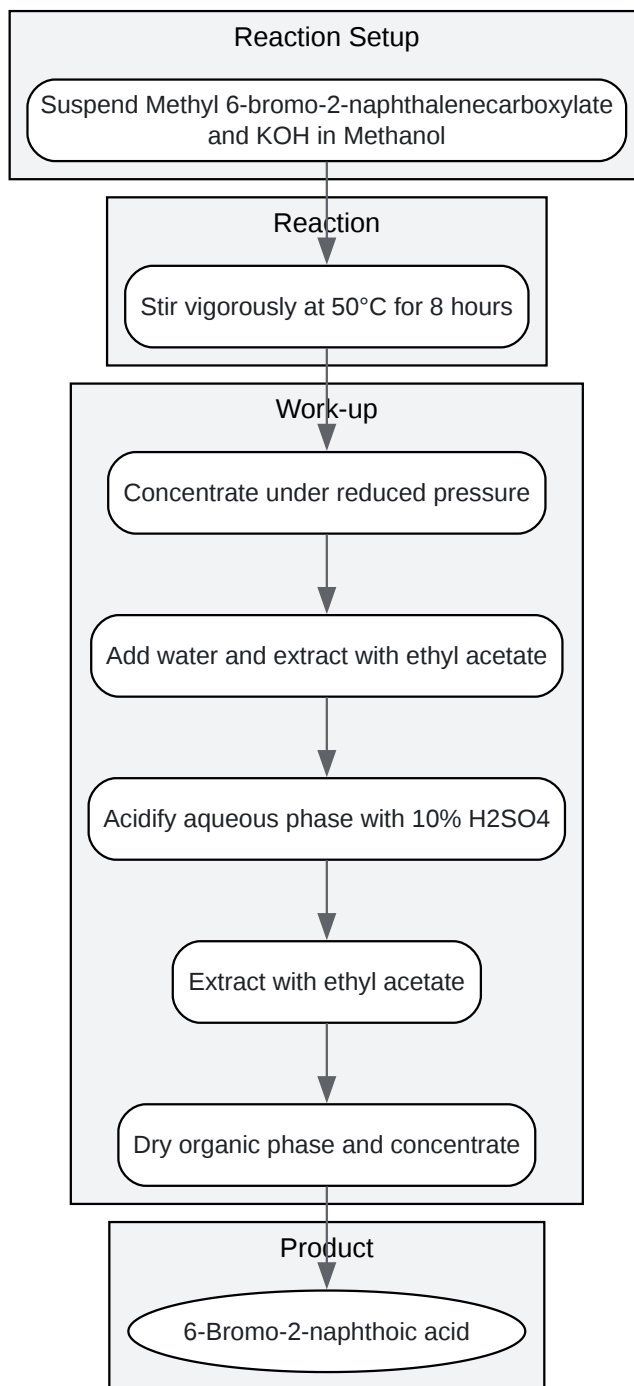 Reaction Setup
Suspend Methyl 6-bromo-2-naphthalenecarboxylate
and KOH in Methanol
Reaction
Stir vigorously at 50°C for 8 hours
Work-up
Concentrate under reduced pressure
Add water and extract with ethyl acetate
Acidify aqueous phase with 10% H2SO4
Extract with ethyl acetate
Dry organic phase and concentrate
Product
6-Bromo-2-naphthoic acid